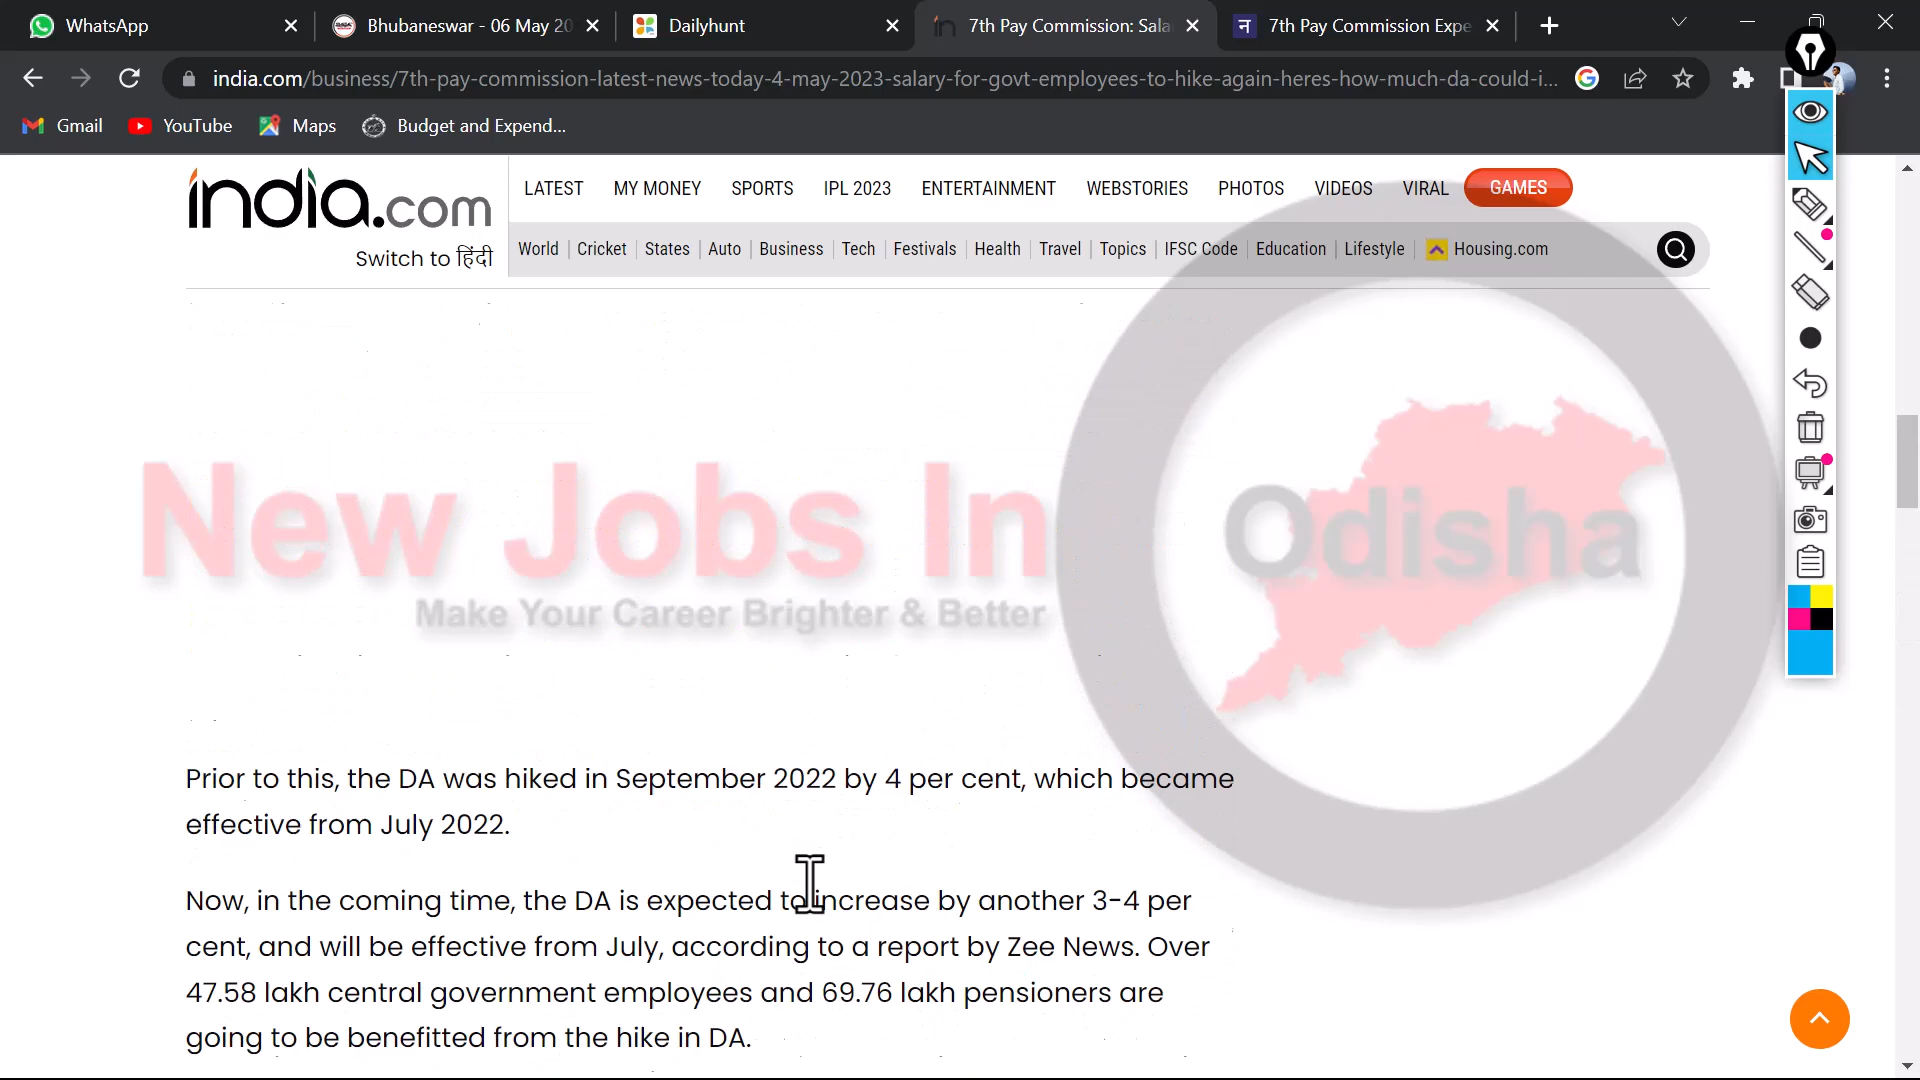 WhatsApp
Bhubaneswar - 06 May 20
Dailyhunt
7th Pay Commission: Sala
7th Pay Commission Expe
india.com/business/7th-pay-commission-latest-news-today-4-may-2023-salary-for-govt-employees-to-hike-again-heres-how-much-da-could-i...
Gmail
YouTube
Maps
Budget and Expend...
india.com
Switch to हिंदी
LATEST MY MONEY SPORTS IPL 2023 ENTERTAINMENT WEBSTORIES PHOTOS VIDEOS VIRAL GAMES
World Cricket States Auto Business Tech Festivals Health Travel Topics IFSC Code Education Lifestyle Housing.com
New Jobs In Odisha
Make Your Career Brighter & Better
Prior to this, the DA was hiked in September 2022 by 4 per cent, which became
effective from July 2022.
Now, in the coming time, the DA is expected to increase by another 3-4 per
cent, and will be effective from July, according to a report by Zee News. Over
47.58 lakh central government employees and 69.76 lakh pensioners are
going to be benefitted from the hike in DA.